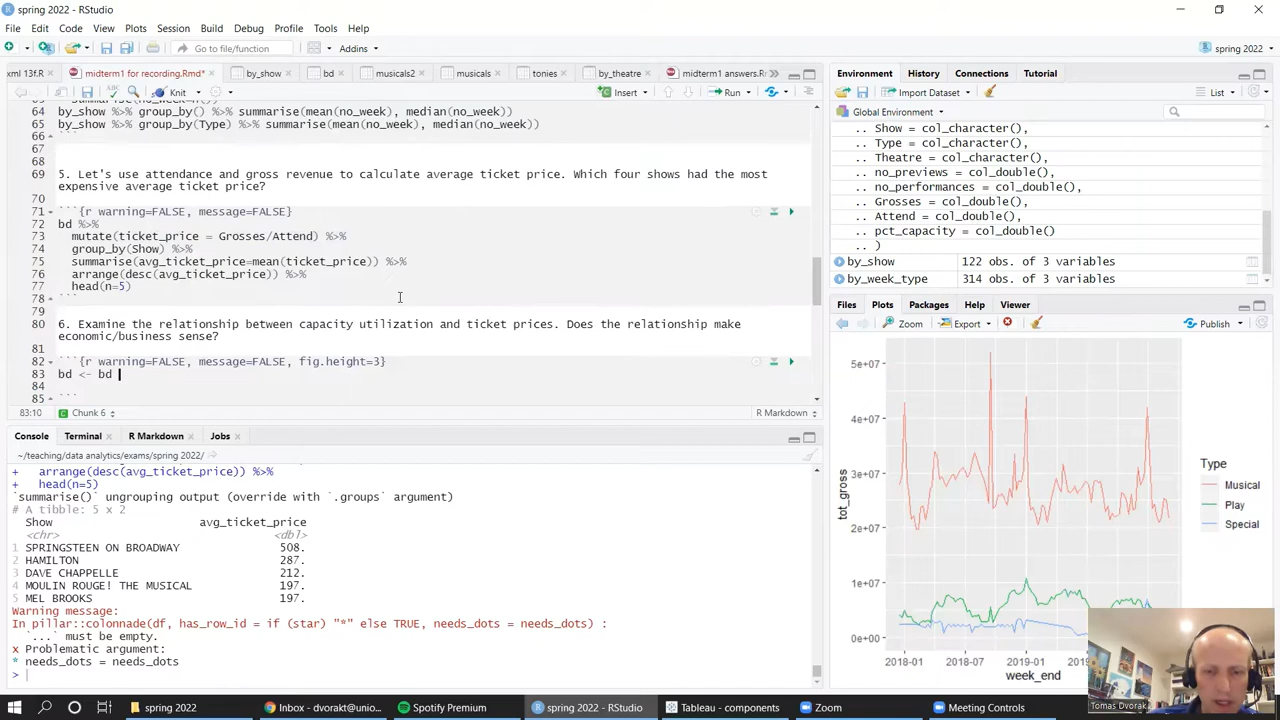 spring 2022 - RStudio
File Edit Code View Plots Session Build Debug Profile Tools Help
Go to file/function Addins spring 2022
xml 13f.R midterm1 for recording.Rmd* by_show bd musicals2 musicals tonies by_theatre midterm1 answers.R
Knit Insert Run
64 by_show %>% group_by() %>% summarise(mean(no_week), median(no_week))
65 by_show %>% group_by(Type) %>% summarise(mean(no_week), median(no_week))
66 ```
67
68
69 5. Let's use attendance and gross revenue to calculate average ticket price. Which four shows had the most
expensive average ticket price?
70
71 ```{r warning=FALSE, message=FALSE}
72 bd %>%
73 mutate(ticket_price = Grosses/Attend) %>%
74 group_by(Show) %>%
75 summarise(avg_ticket_price=mean(ticket_price)) %>%
76 arrange(desc(avg_ticket_price)) %>%
77 head(n=5)
78 ```
79
80 6. Examine the relationship between capacity utilization and ticket prices. Does the relationship make
economic/business sense?
81
82 ```{r warning=FALSE, message=FALSE, fig.height=3}
83 bd <- bd
84
85 ```
83:10 Chunk 6 R Markdown
Console Terminal R Markdown Jobs
~/teaching/data analytics/exams/spring 2022/
+ arrange(desc(avg_ticket_price)) %>%
+ head(n=5)
`summarise()` ungrouping output (override with `.groups` argument)
# A tibble: 5 x 2
Show avg_ticket_price
<chr> <dbl>
1 SPRINGSTEEN ON BROADWAY 508.
2 HAMILTON 287.
3 DAVE CHAPPELLE 212.
4 MOULIN ROUGE! THE MUSICAL 197.
5 MEL BROOKS 197.
Warning message:
In pillar::colonnade(df, has_row_id = if (star) "*" else TRUE, needs_dots = needs_dots) :
`...` must be empty.
x Problematic argument:
* needs_dots = needs_dots
>
Environment History Connections Tutorial
Import Dataset List
Global Environment
.. Show = col_character(),
.. Type = col_character(),
.. Theatre = col_character(),
.. no_previews = col_double(),
.. no_performances = col_double(),
.. Grosses = col_double(),
.. Attend = col_double(),
.. pct_capacity = col_double()
.. )
by_show 122 obs. of 3 variables
by_week_type 314 obs. of 3 variables
Files Plots Packages Help Viewer
Zoom Export Publish
5e+07
4e+07
3e+07
2e+07
1e+07
0e+00
tot_gross
2018-01 2018-07 2019-01
week_end
Type
Musical
Play
Special
Tomas Dvorak
spring 2022 Inbox - dvorakt@unio... Spotify Premium spring 2022 - RStudio Tableau - components Zoom Meeting Controls